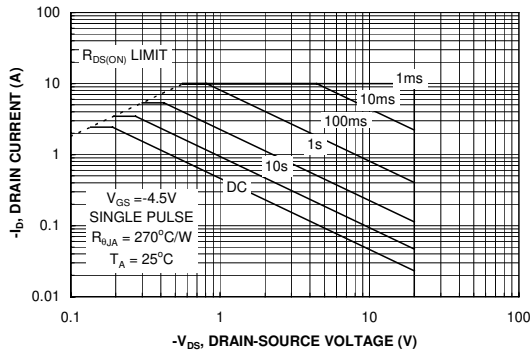 100
10
1
0.1
0.01
-I_D, DRAIN CURRENT (A)
R_DS(ON) LIMIT
1ms
10ms
100ms
1s
10s
DC
V_GS =-4.5V
SINGLE PULSE
R_θJA = 270°C/W
T_A = 25°C
0.1 1 10 100
-V_DS, DRAIN-SOURCE VOLTAGE (V)